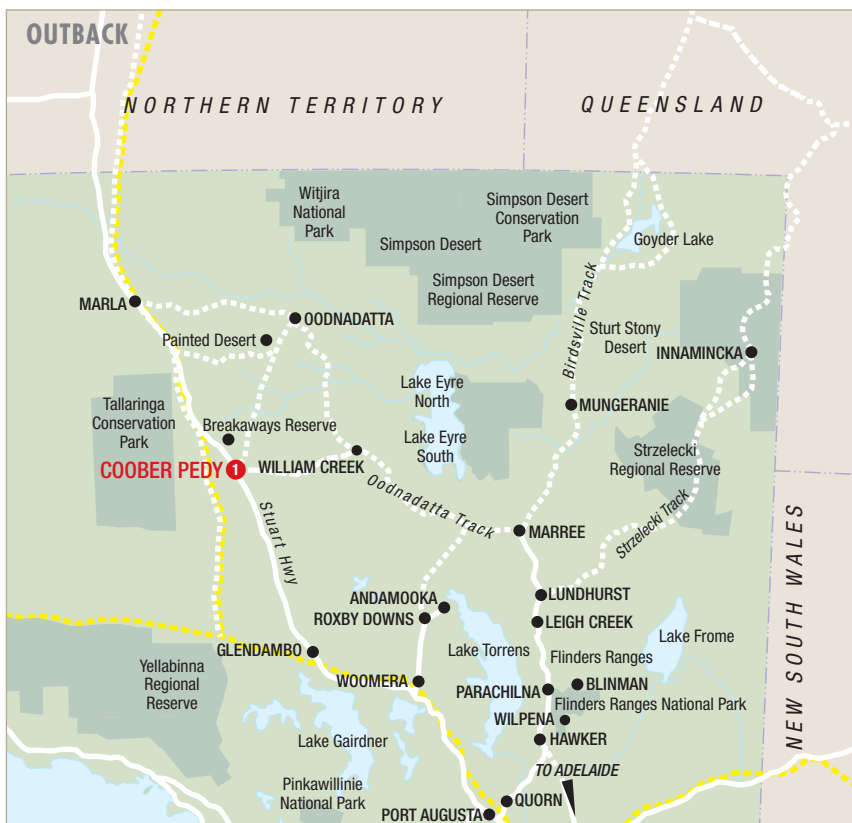 OUTBACK
NORTHERN TERRITORY
QUEENSLAND
Witjira
National
Park
Simpson Desert
Conservation
Park
Simpson Desert
Goyder Lake
Simpson Desert
Regional Reserve
MARLA
OODNADATTA
Painted Desert
Birdsville Track
Sturt Stony
Desert
INNAMINCKA
Lake Eyre
North
MUNGERANIE
Tallaringa
Conservation
Park
Breakaways Reserve
Lake Eyre
South
Strzelecki
Regional Reserve
COOBER PEDY 1
WILLIAM CREEK
Oodnadatta Track
Stuart Hwy
MARREE
Strzelecki Track
NEW SOUTH WALES
ANDAMOOKA
ROXBY DOWNS
LUNDHURST
LEIGH CREEK
Lake Frome
GLENDAMBO
Lake Torrens
Flinders Ranges
Yellabinna
Regional
Reserve
WOOMERA
PARACHILNA
BLINMAN
Flinders Ranges National Park
WILPENA
Lake Gairdner
HAWKER
TO ADELAIDE
Pinkawillinie
National Park
QUORN
PORT AUGUSTA